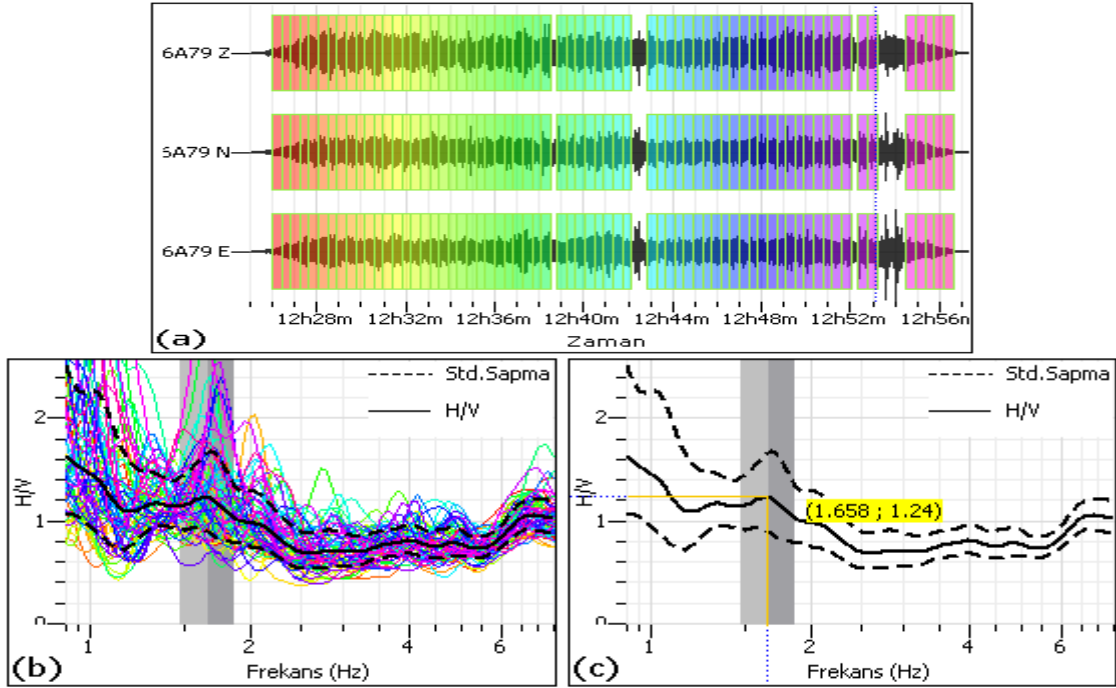 6A79 Z
5A79 N
6A79 E
12h28m 12h32m 12h36m 12h40m 12h44m 12h48m 12h52m 12h56m
(a)
Zaman
Std.Sapma
H/V
2
1
0
H/V
1 2 4 6
(b)
Frekans (Hz)
Std.Sapma
H/V
2
1
0
H/V
(1.658 ; 1.24)
1 2 4 6
(c)
Frekans (Hz)